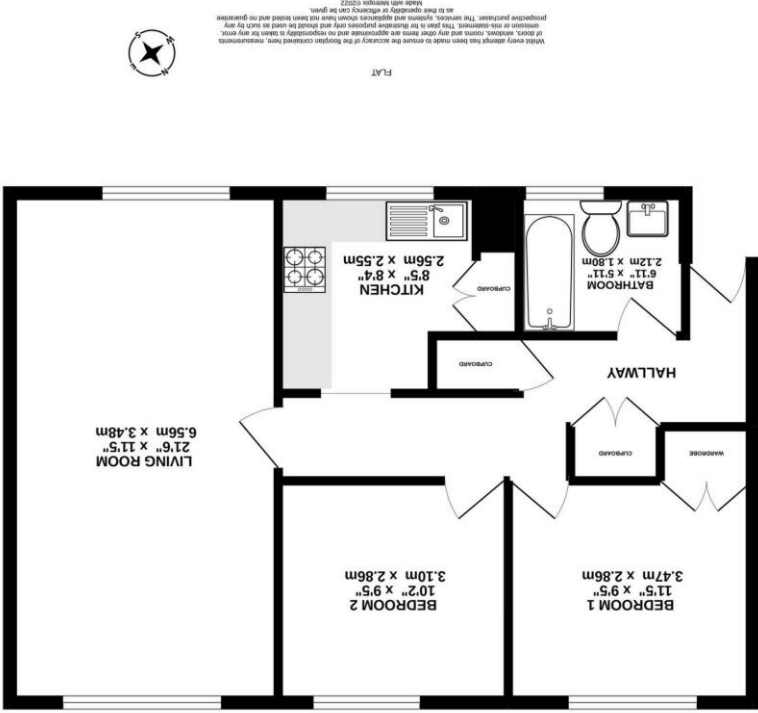 BEDROOM 1
11'5" x 9'5"
3.47m x 2.86m
BEDROOM 2
10'2" x 9'5"
3.10m x 2.86m
LIVING ROOM
21'6" x 11'5"
6.56m x 3.48m
WARDROBE
CUPBOARD
HALLWAY
CUPBOARD
BATHROOM
6'11" x 5'11"
2.12m x 1.80m
CUPBOARD
KITCHEN
8'5" x 8'4"
2.56m x 2.55m
FLAT
N
E
S
W
Whilst every attempt has been made to ensure the accuracy of the floorplan contained here, measurements
of doors, windows, rooms and any other items are approximate and no responsibility is taken for any error,
omission or mis-statement. This plan is for illustrative purposes only and should be used as such by any
prospective purchaser. The services, systems and appliances shown have not been tested and no guarantee
as to their operability or efficiency can be given.
Made with Metropix ©2022